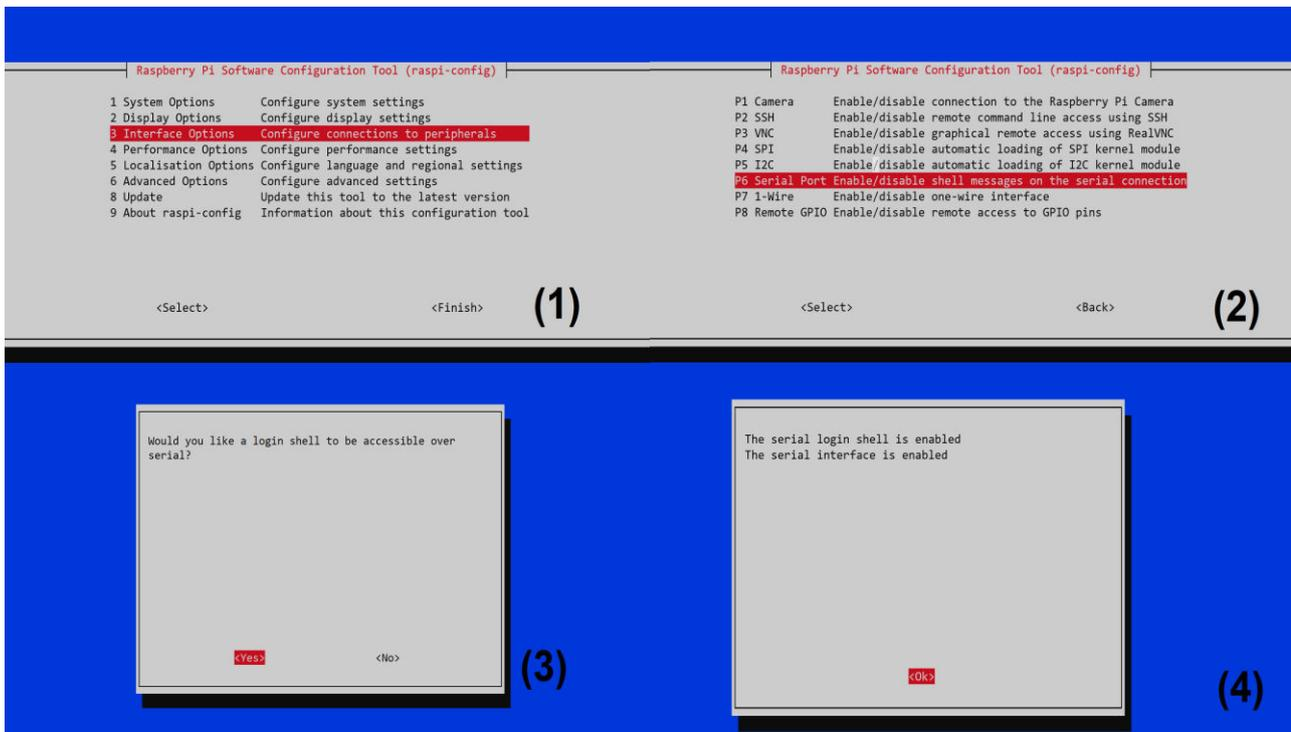 Raspberry Pi Software Configuration Tool (raspi-config)
1 System Options Configure system settings
2 Display Options Configure display settings
3 Interface Options Configure connections to peripherals
4 Performance Options Configure performance settings
5 Localisation Options Configure language and regional settings
6 Advanced Options Configure advanced settings
8 Update Update this tool to the latest version
9 About raspi-config Information about this configuration tool
<Select> <Finish>
(1)
Raspberry Pi Software Configuration Tool (raspi-config)
P1 Camera Enable/disable connection to the Raspberry Pi Camera
P2 SSH Enable/disable remote command line access using SSH
P3 VNC Enable/disable graphical remote access using RealVNC
P4 SPI Enable/disable automatic loading of SPI kernel module
P5 I2C Enable/disable automatic loading of I2C kernel module
P6 Serial Port Enable/disable shell messages on the serial connection
P7 1-Wire Enable/disable one-wire interface
P8 Remote GPIO Enable/disable remote access to GPIO pins
<Select> <Back>
(2)
Would you like a login shell to be accessible over
serial?
<Yes> <No>
(3)
The serial login shell is enabled
The serial interface is enabled
<Ok>
(4)